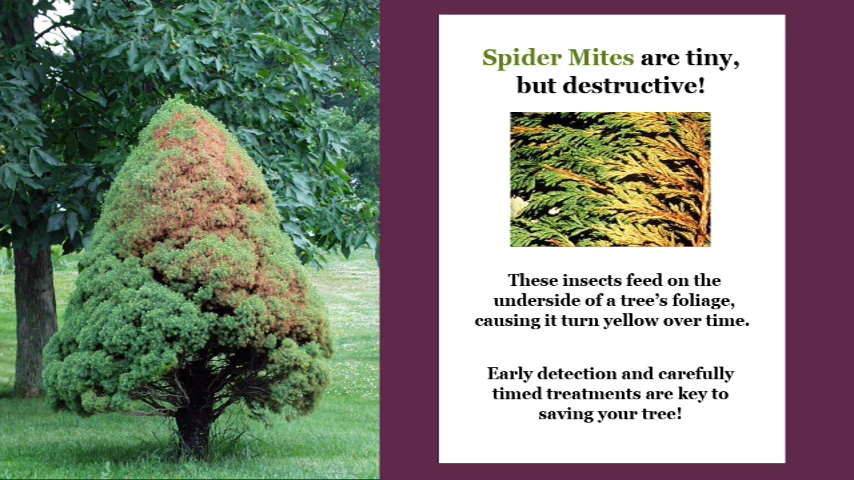 Spider Mites are tiny,
but destructive!
These insects feed on the
underside of a tree’s foliage,
causing it turn yellow over time.
Early detection and carefully
timed treatments are key to
saving your tree!